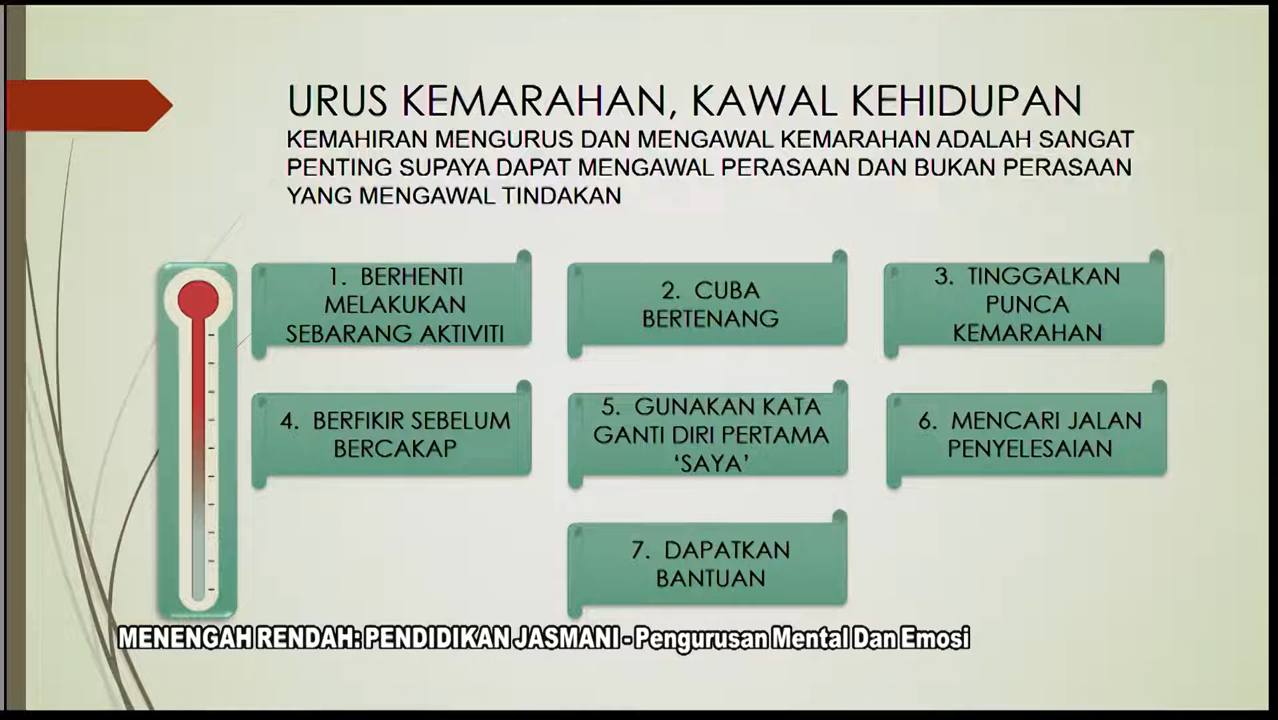 URUS KEMARAHAN, KAWAL KEHIDUPAN
KEMAHIRAN MENGURUS DAN MENGAWAL KEMARAHAN ADALAH SANGAT
PENTING SUPAYA DAPAT MENGAWAL PERASAAN DAN BUKAN PERASAAN
YANG MENGAWAL TINDAKAN
1. BERHENTI
MELAKUKAN
SEBARANG AKTIVITI
2. CUBA
BERTENANG
3. TINGGALKAN
PUNCA
KEMARAHAN
4. BERFIKIR SEBELUM
BERCAKAP
5. GUNAKAN KATA
GANTI DIRI PERTAMA
‘SAYA’
6. MENCARI JALAN
PENYELESAIAN
7. DAPATKAN
BANTUAN
MENENGAH RENDAH: PENDIDIKAN JASMANI - Pengurusan Mental Dan Emosi